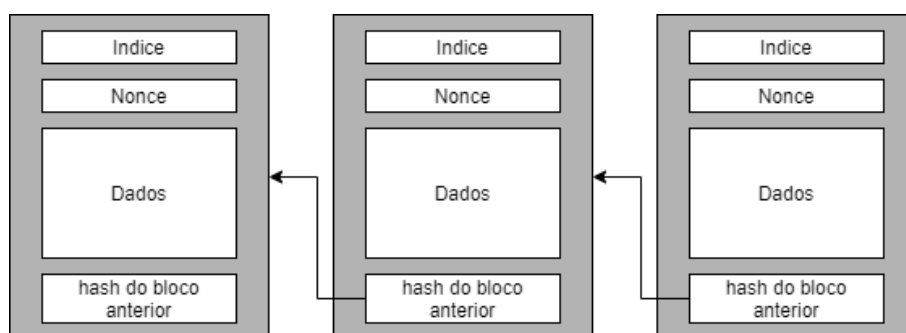 Indice
Nonce
Dados
hash do bloco
anterior
Indice
Nonce
Dados
hash do bloco
anterior
Indice
Nonce
Dados
hash do bloco
anterior